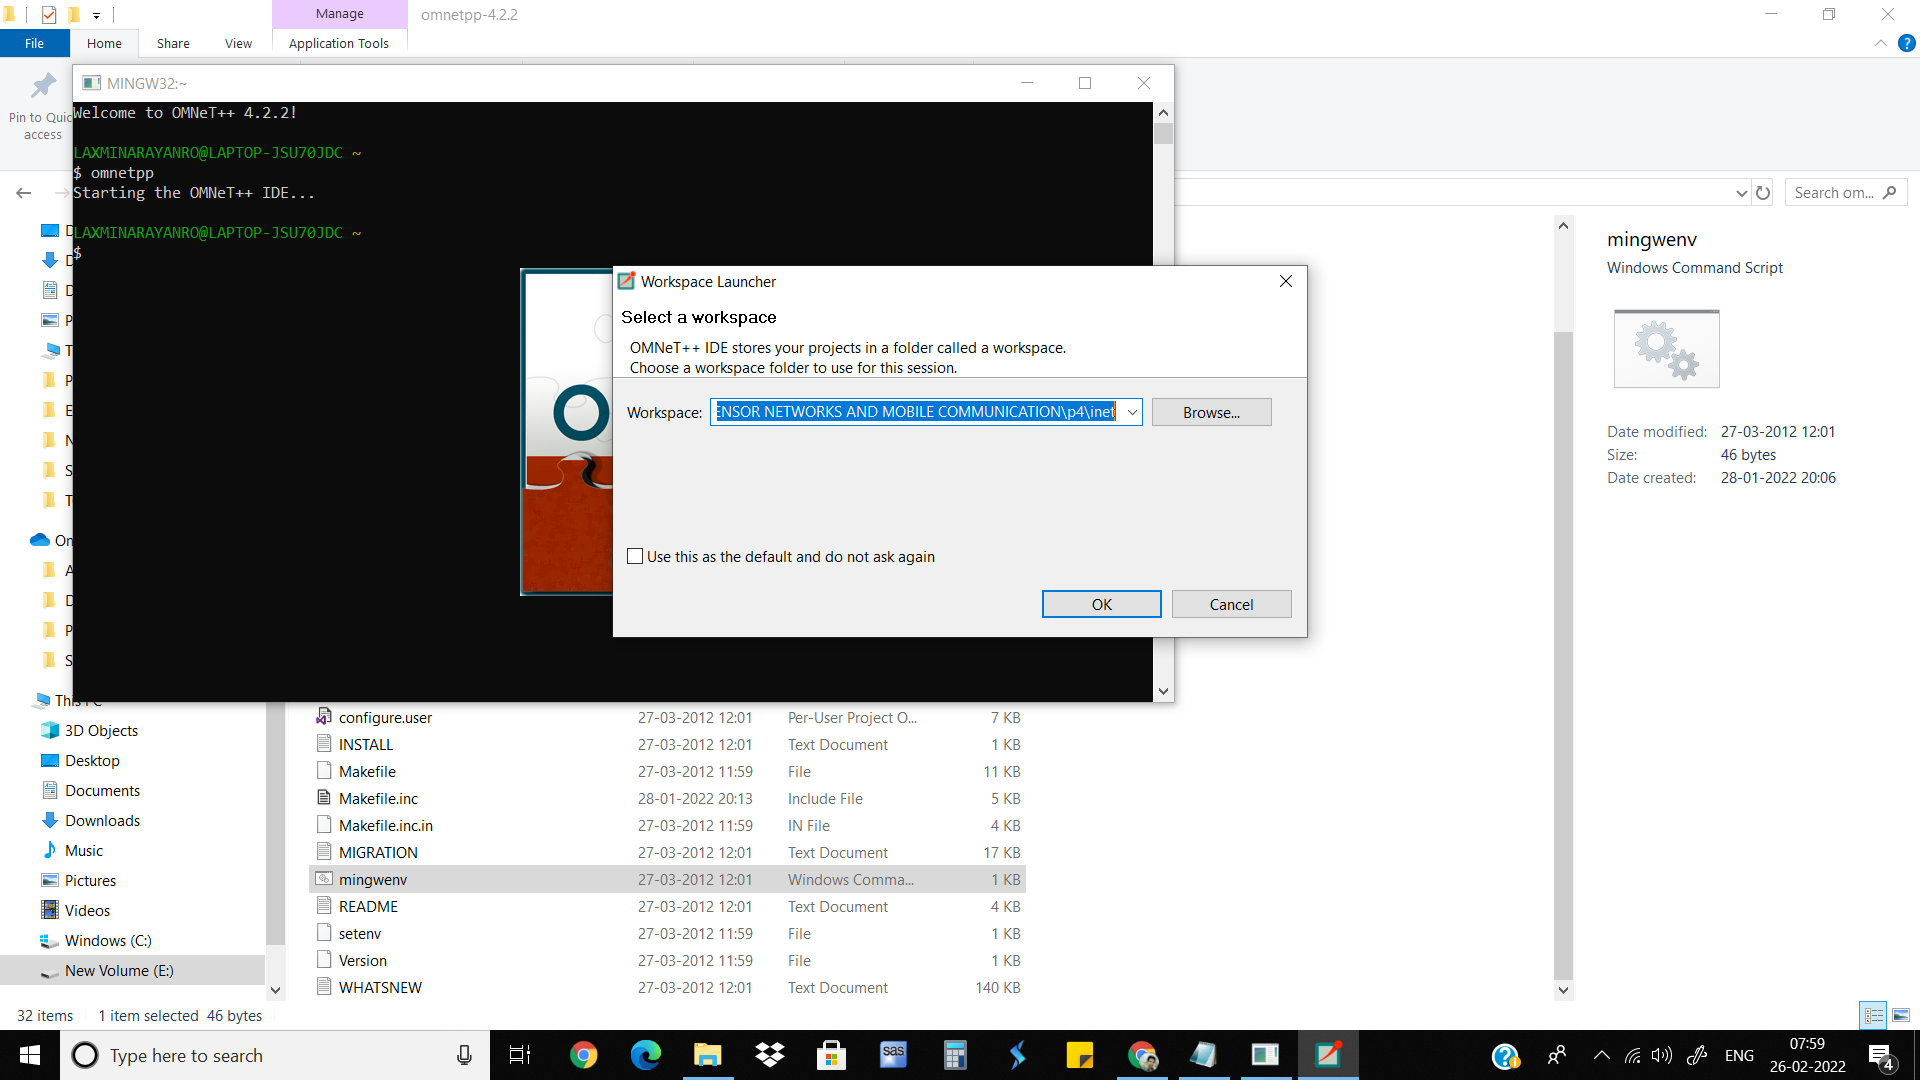 Manage
omnetpp-4.2.2
File
Home
Share
View
Application Tools
Pin to Quic
access
MINGW32:~
Welcome to OMNeT++ 4.2.2!
LAXMINARAYANRO@LAPTOP-JSU70JDC ~
$ omnetpp
Starting the OMNeT++ IDE...
LAXMINARAYANRO@LAPTOP-JSU70JDC ~
$
Search om...
Workspace Launcher
Select a workspace
OMNeT++ IDE stores your projects in a folder called a workspace.
Choose a workspace folder to use for this session.
Workspace:
ENSOR NETWORKS AND MOBILE COMMUNICATION\p4\inet
Browse...
Use this as the default and do not ask again
OK
Cancel
mingwenv
Windows Command Script
Date modified: 27-03-2012 12:01
Size: 46 bytes
Date created: 28-01-2022 20:06
D
D
D
P
T
P
E
N
S
T
On
A
D
P
S
This PC
3D Objects
Desktop
Documents
Downloads
Music
Pictures
Videos
Windows (C:)
New Volume (E:)
configure.user 27-03-2012 12:01 Per-User Project O... 7 KB
INSTALL 27-03-2012 12:01 Text Document 1 KB
Makefile 27-03-2012 11:59 File 11 KB
Makefile.inc 28-01-2022 20:13 Include File 5 KB
Makefile.inc.in 27-03-2012 11:59 IN File 4 KB
MIGRATION 27-03-2012 12:01 Text Document 17 KB
mingwenv 27-03-2012 12:01 Windows Comma... 1 KB
README 27-03-2012 12:01 Text Document 4 KB
setenv 27-03-2012 11:59 File 1 KB
Version 27-03-2012 11:59 File 1 KB
WHATSNEW 27-03-2012 12:01 Text Document 140 KB
32 items
1 item selected 46 bytes
Type here to search
sas
ENG
07:59
26-02-2022
4